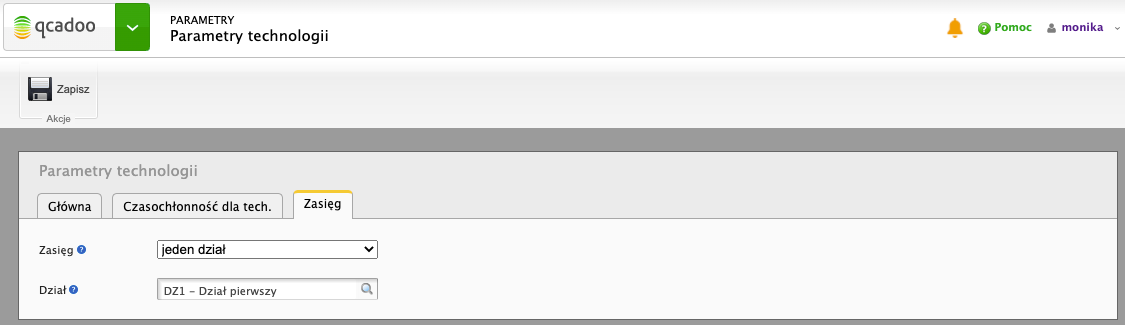 qcadoo
PARAMETRY
Parametry technologii
Pomoc
monika
Zapisz
Akcje
Parametry technologii
Główna
Czasochłonność dla tech.
Zasięg
Zasięg ?
jeden dział
Dział ?
DZ1 – Dział pierwszy